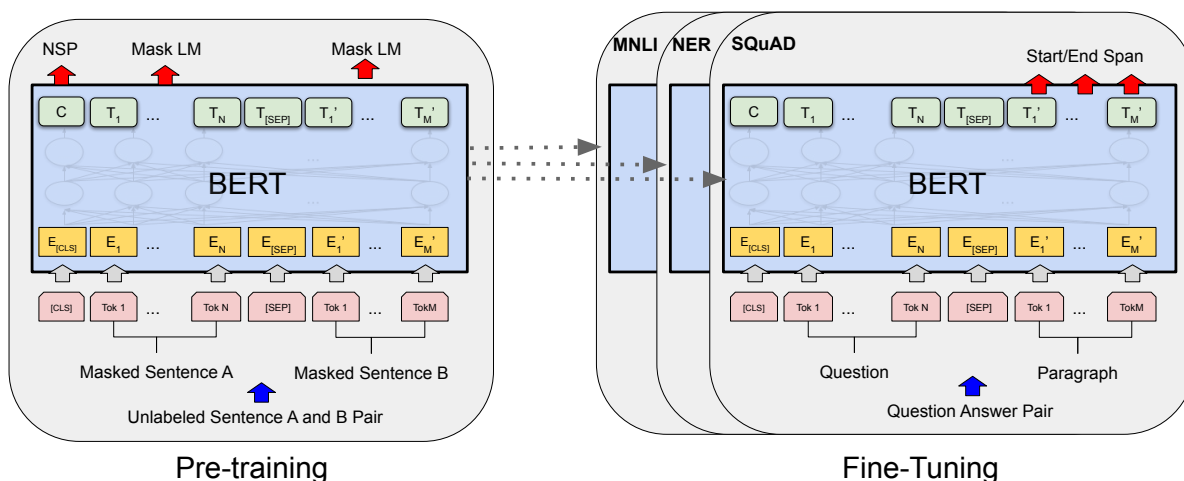 NSP Mask LM Mask LM
C T1 ... TN T[SEP] T1' ... TM'
...
...
BERT
E[CLS] E1 ... EN E[SEP] E1' ... EM'
[CLS] Tok 1 ... Tok N [SEP] Tok 1 ... TokM
Masked Sentence A Masked Sentence B
Unlabeled Sentence A and B Pair
Pre-training
MNLI NER SQuAD
Start/End Span
C T1 ... TN T[SEP] T1' ... TM'
...
...
BERT
E[CLS] E1 ... EN E[SEP] E1' ... EM'
[CLS] Tok 1 ... Tok N [SEP] Tok 1 ... TokM
Question Paragraph
Question Answer Pair
Fine-Tuning